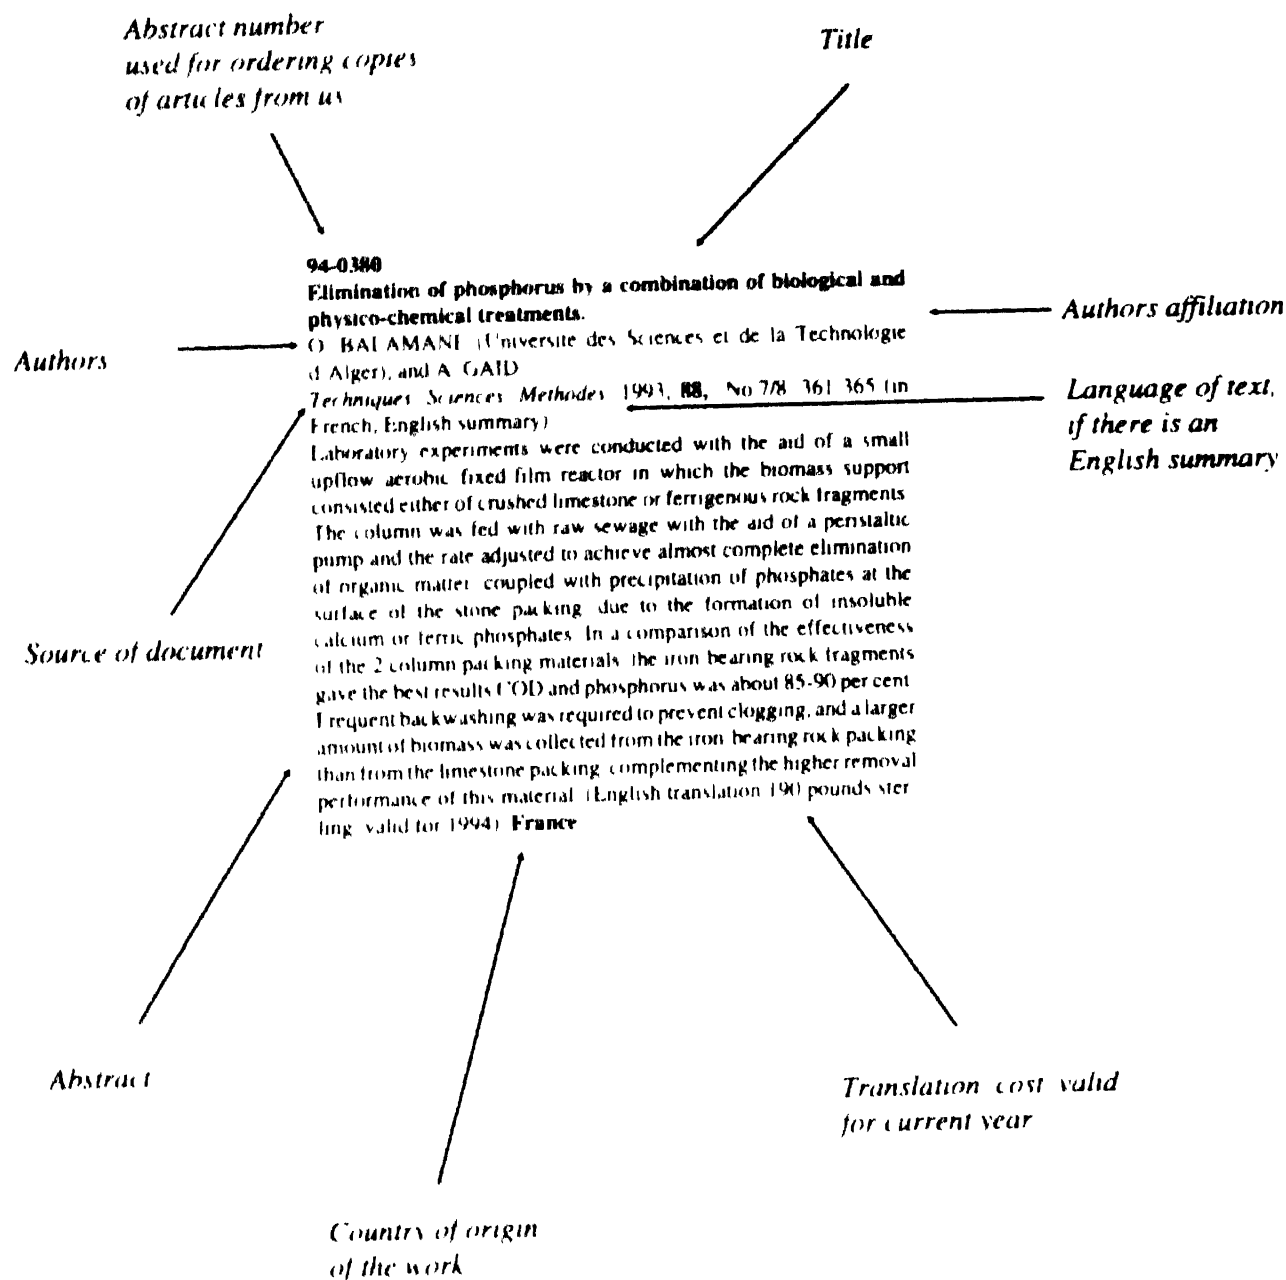 Abstract number
used for ordering copies
of articles from us
Title
94-0380
Elimination of phosphorus by a combination of biological and
physico-chemical treatments.
O. BALAMANE (Universite des Sciences et de la Technologie
d'Alger), and A. GAID
Techniques Sciences Methodes 1993, 88, No 7/8 361 365 (in
French, English summary)
Laboratory experiments were conducted with the aid of a small
upflow aerobic fixed film reactor in which the biomass support
consisted either of crushed limestone or ferrigenous rock fragments
The column was fed with raw sewage with the aid of a peristaltic
pump and the rate adjusted to achieve almost complete elimination
of organic matter coupled with precipitation of phosphates at the
surface of the stone packing due to the formation of insoluble
calcium or ferric phosphates. In a comparison of the effectiveness
of the 2 column packing materials the iron bearing rock fragments
gave the best results COD and phosphorus was about 85-90 per cent
Frequent backwashing was required to prevent clogging, and a larger
amount of biomass was collected from the iron bearing rock packing
than from the limestone packing complementing the higher removal
performance of this material (English translation 190 pounds ster
ling valid for 1994) France
Authors affiliation
Language of text,
if there is an
English summary
Authors
Source of document
Abstract
Translation cost valid
for current year
Country of origin
of the work